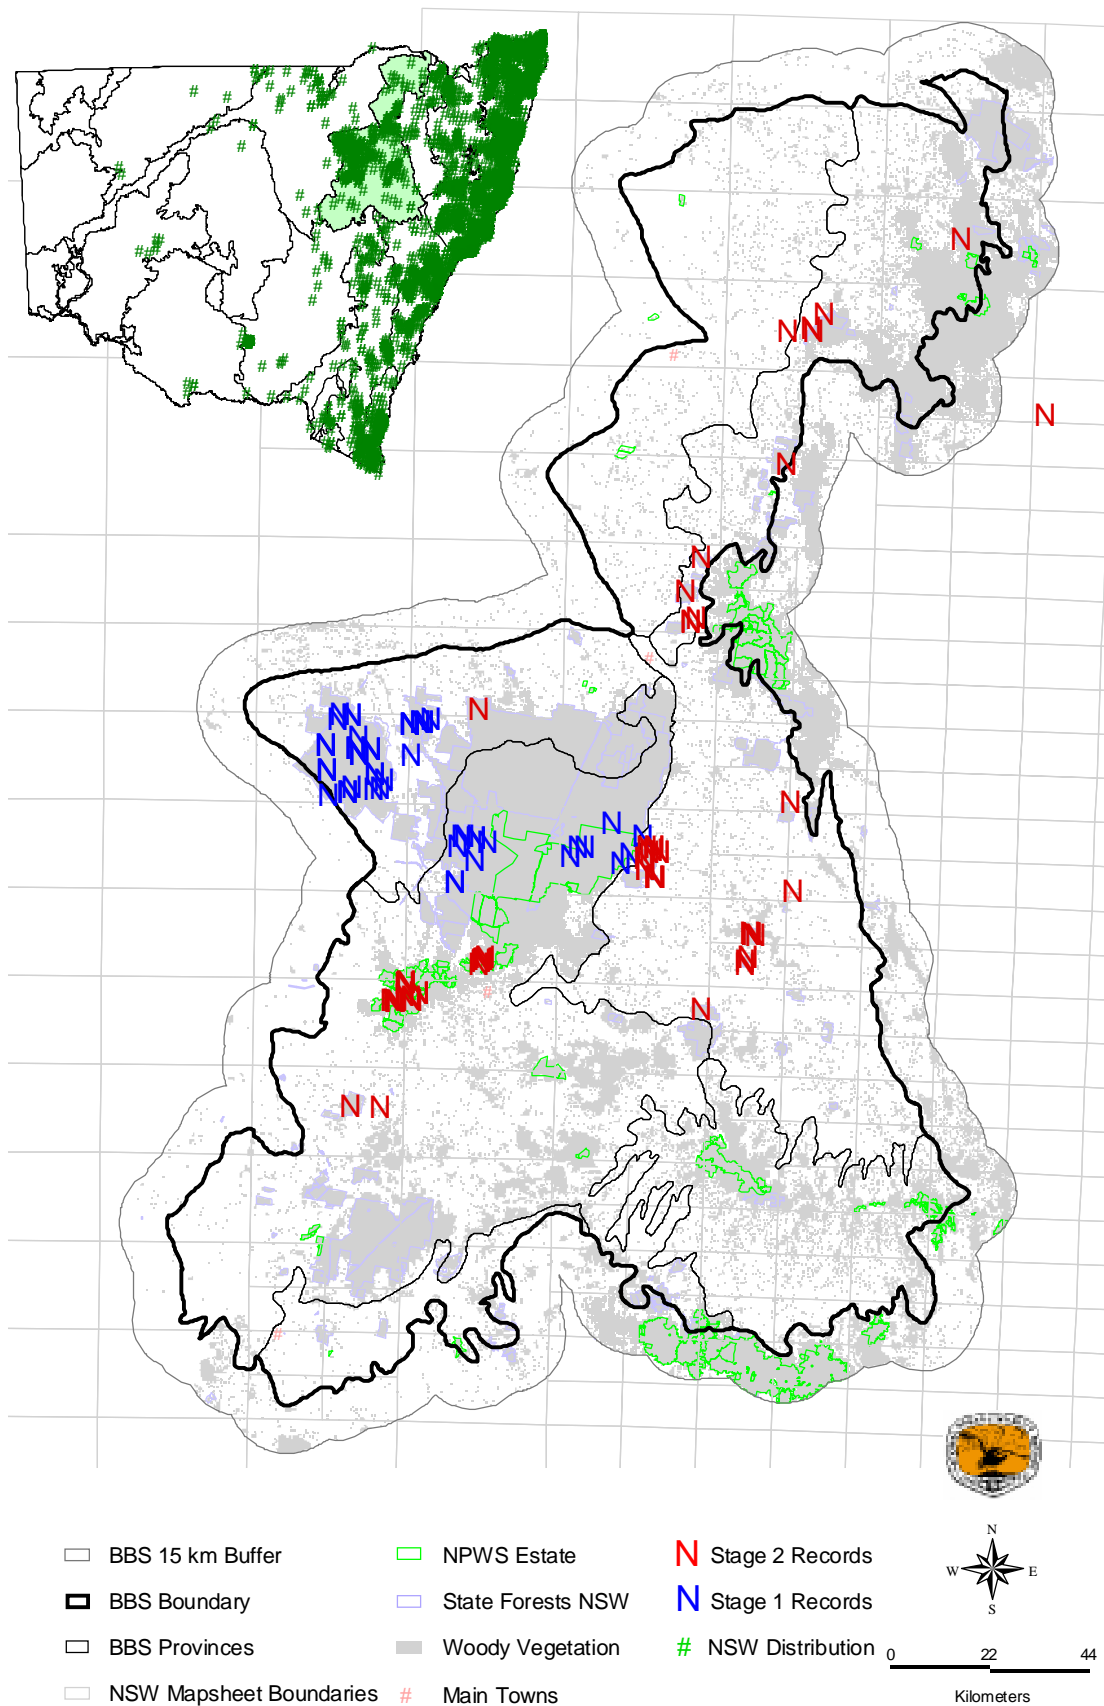 BBS 15 km Buffer
BBS Boundary
BBS Provinces
NSW Mapsheet Boundaries
NPWS Estate
State Forests NSW
Woody Vegetation
# Main Towns
N Stage 2 Records
N Stage 1 Records
# NSW Distribution
N
W E
S
0 22 44
Kilometers